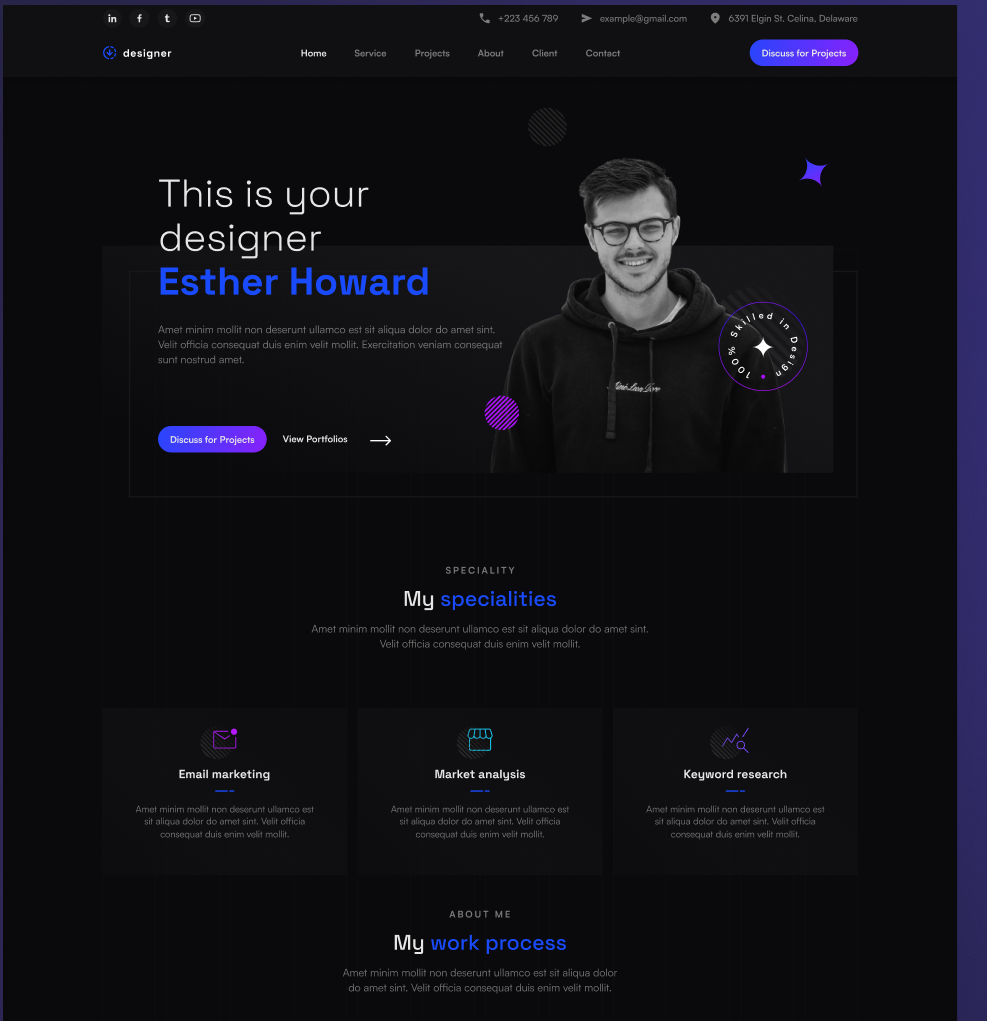 in f t
+223 456 789 example@gmail.com 6391 Elgin St. Celina, Delaware
designer Home Service Projects About Client Contact Discuss for Projects
This is your
designer
Esther Howard
Amet minim mollit non deserunt ullamco est sit aliqua dolor do amet sint.
Velit officia consequat duis enim velit mollit. Exercitation veniam consequat
sunt nostrud amet.
100% Skilled in Design
Discuss for Projects View Portfolios
SPECIALITY
My specialities
Amet minim mollit non deserunt ullamco est sit aliqua dolor do amet sint.
Velit officia consequat duis enim velit mollit.
Email marketing
Amet minim mollit non deserunt ullamco est
sit aliqua dolor do amet sint. Velit officia
consequat duis enim velit mollit.
Market analysis
Amet minim mollit non deserunt ullamco est
sit aliqua dolor do amet sint. Velit officia
consequat duis enim velit mollit.
Keyword research
Amet minim mollit non deserunt ullamco est
sit aliqua dolor do amet sint. Velit officia
consequat duis enim velit mollit.
ABOUT ME
My work process
Amet minim mollit non deserunt ullamco est sit aliqua dolor
do amet sint. Velit officia consequat duis enim velit mollit.